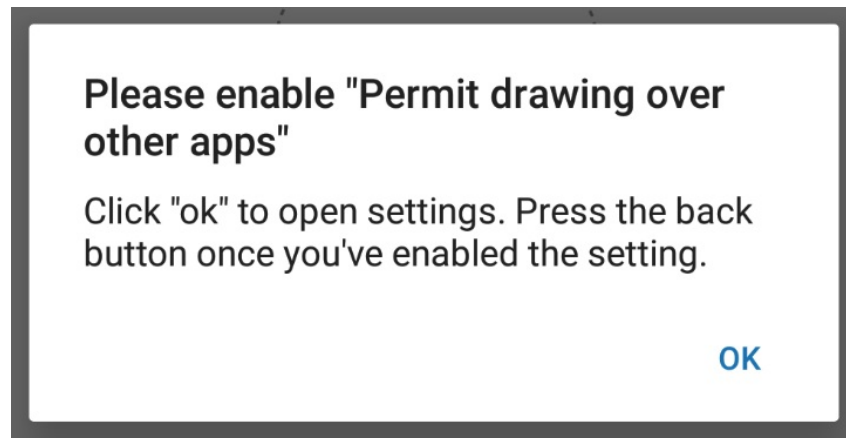 Please enable "Permit drawing over
other apps"
Click "ok" to open settings. Press the back
button once you've enabled the setting.
OK